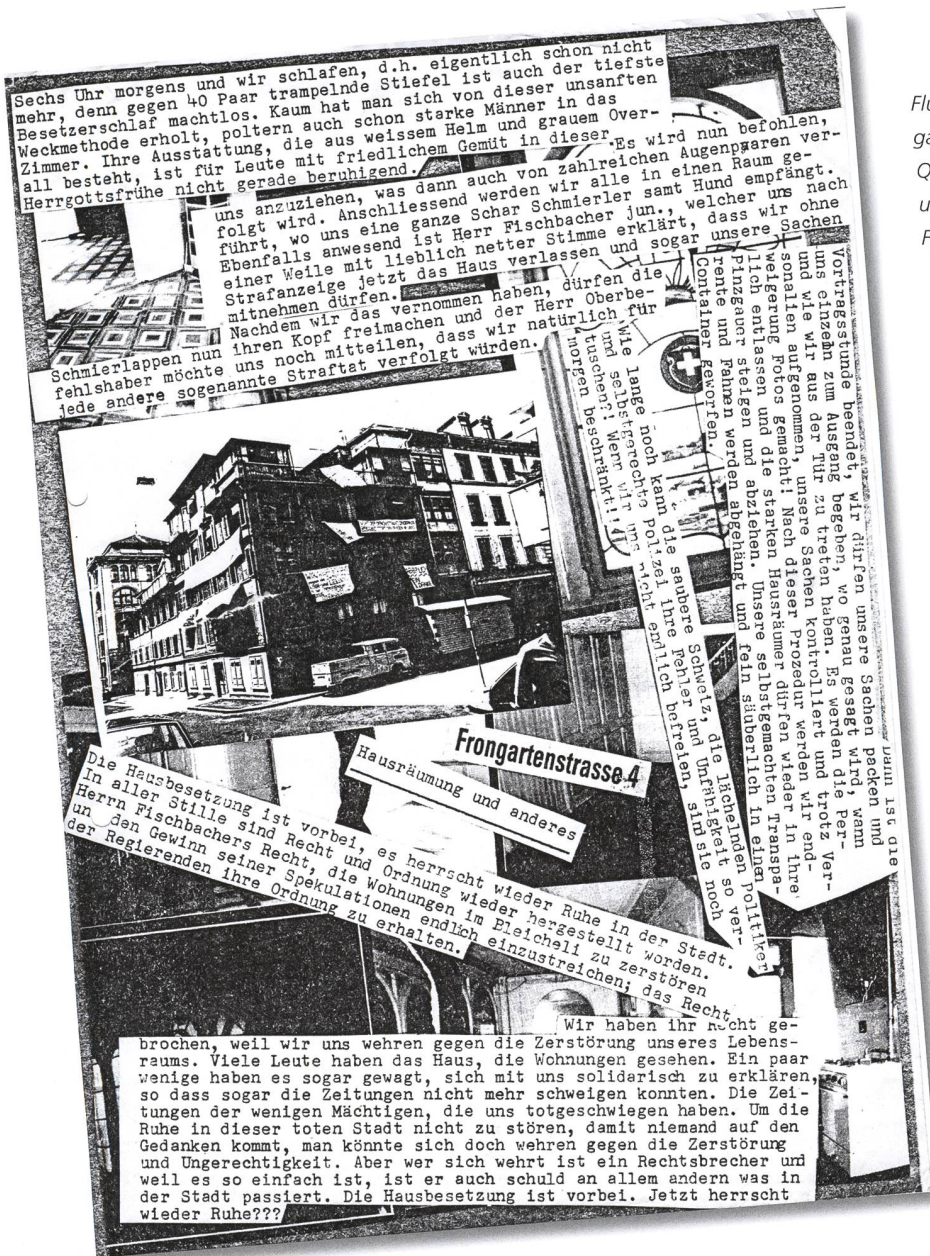 Sechs Uhr morgens und wir schlafen, d.h. eigentlich schon nicht
mehr, denn gegen 40 Paar trampelnde Stiefel ist auch der tiefste
Besetzerschlaf machtlos. Kaum hat man sich von dieser unsanften
Weckmethode erholt, poltern auch schon starke Männer in das
Zimmer. Ihre Ausstattung, die aus weissem Helm und grauem Over-
all besteht, ist für Leute mit friedlichem Gemüt in dieser
Herrgottsfrühe nicht gerade beruhigend.
Es wird nun befohlen,
uns anzuziehen, was dann auch von zahlreichen Augenpaaren ver-
folgt wird. Anschliessend werden wir alle in einen Raum ge-
führt, wo uns eine ganze Schar Schmierler samt Hund empfängt.
Ebenfalls anwesend ist Herr Fischbacher jun., welcher uns nach
einer Weile mit lieblich netter Stimme erklärt, dass wir ohne
Strafanzeige jetzt das Haus verlassen und sogar unsere Sachen
mitnehmen dürfen.
Nachdem wir das vernommen haben, dürfen die
Schmierlappen nun ihren Kopf freimachen und der Herr Oberbe-
fehlshaber möchte uns noch mitteilen, dass wir natürlich für
jede andere sogenannte Straftat verfolgt würden.
Dann ist die
Vortragsstunde beendet, wir dürfen unsere Sachen packen und
uns einzeln zum Ausgang begeben, wo genau gesagt wird, wann
und wie wir aus der Tür zu treten haben. Es werden die Per-
sonalien aufgenommen, unsere Sachen kontrolliert und trotz Ver-
weigerung Fotos gemacht! Nach dieser Prozedur werden wir end-
lich entlassen und die starken Hausräumer dürfen wieder in ihre
Pinzgauer steigen und abziehen. Unsere selbstgemachten Transpa-
rente und Fahnen werden abgehängt und fein säuberlich in einen
Container geworfen.
Wie lange noch kann die saubere Schweiz, die lächelnden Politiker
und selbstgerechte Polizei ihre Fehler und Unfähigkeit so ver-
tuschen?! Wenn wir uns nicht endlich befreien, sind sie noch
morgen beschränkt!
Frongartenstrasse 4
Hausräumung und anderes
Die Hausbesetzung ist vorbei, es herrscht wieder Ruhe in der Stadt.
In aller Stille sind Recht und Ordnung wieder hergestellt worden.
Herrn Fischbachers Recht, die Wohnungen im Bleicheli zu zerstören
un den Gewinn seiner Spekulationen endlich einzustreichen; das Recht
der Regierenden ihre Ordnung zu erhalten.
Wir haben ihr Recht ge-
brochen, weil wir uns wehren gegen die Zerstörung unseres Lebens-
raums. Viele Leute haben das Haus, die Wohnungen gesehen. Ein paar
wenige haben es sogar gewagt, sich mit uns solidarisch zu erklären,
so dass sogar die Zeitungen nicht mehr schweigen konnten. Die Zei-
tungen der wenigen Mächtigen, die uns totgeschwiegen haben. Um die
Ruhe in dieser toten Stadt nicht zu stören, damit niemand auf den
Gedanken kommt, man könnte sich doch wehren gegen die Zerstörung
und Ungerechtigkeit. Aber wer sich wehrt ist ein Rechtsbrecher und
weil es so einfach ist, ist er auch schuld an allem andern was in
der Stadt passiert. Die Hausbesetzung ist vorbei. Jetzt herrscht
wieder Ruhe???